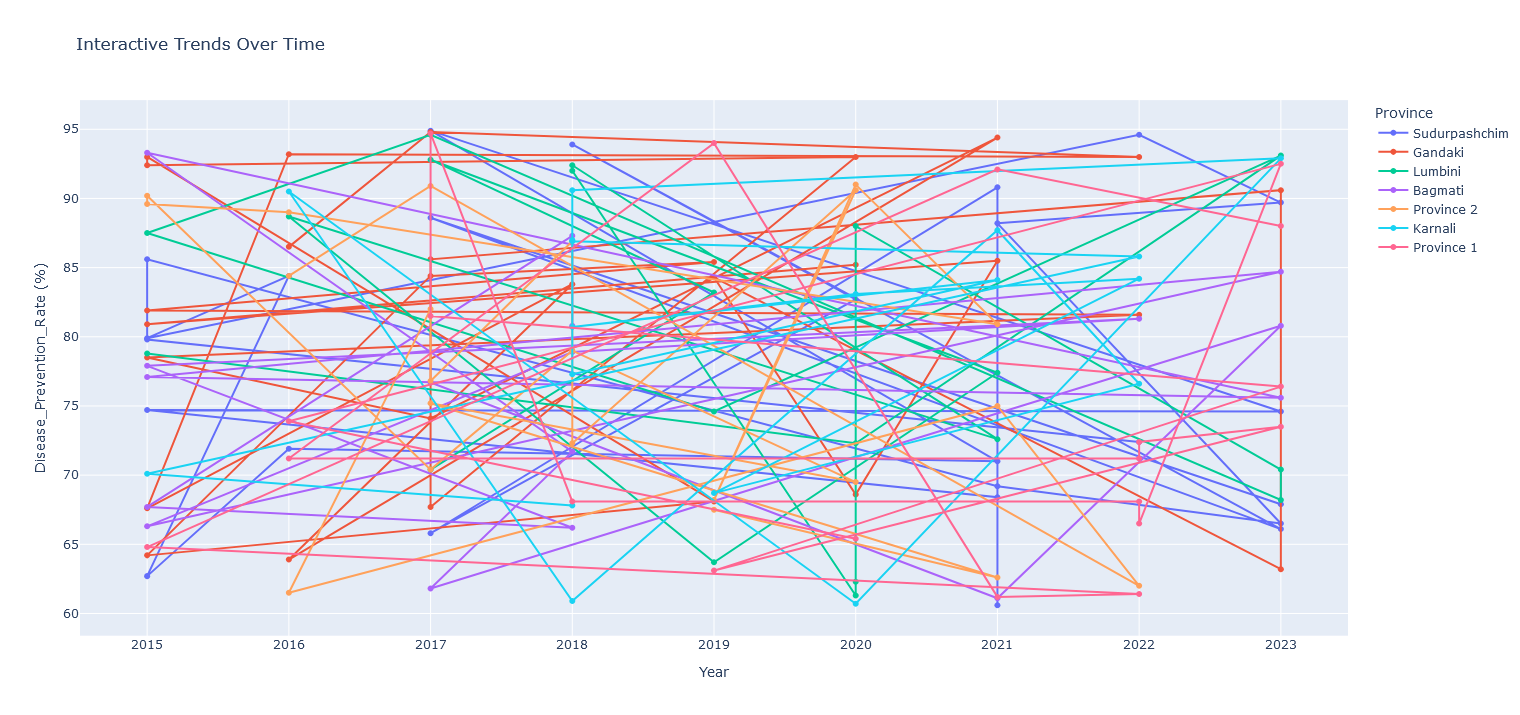 Interactive Trends Over Time
Province
Sudurpashchim
Gandaki
Lumbini
Bagmati
Province 2
Karnali
Province 1
Disease_Prevention_Rate (%)
95
90
85
80
75
70
65
60
2015 2016 2017 2018 2019 2020 2021 2022 2023
Year